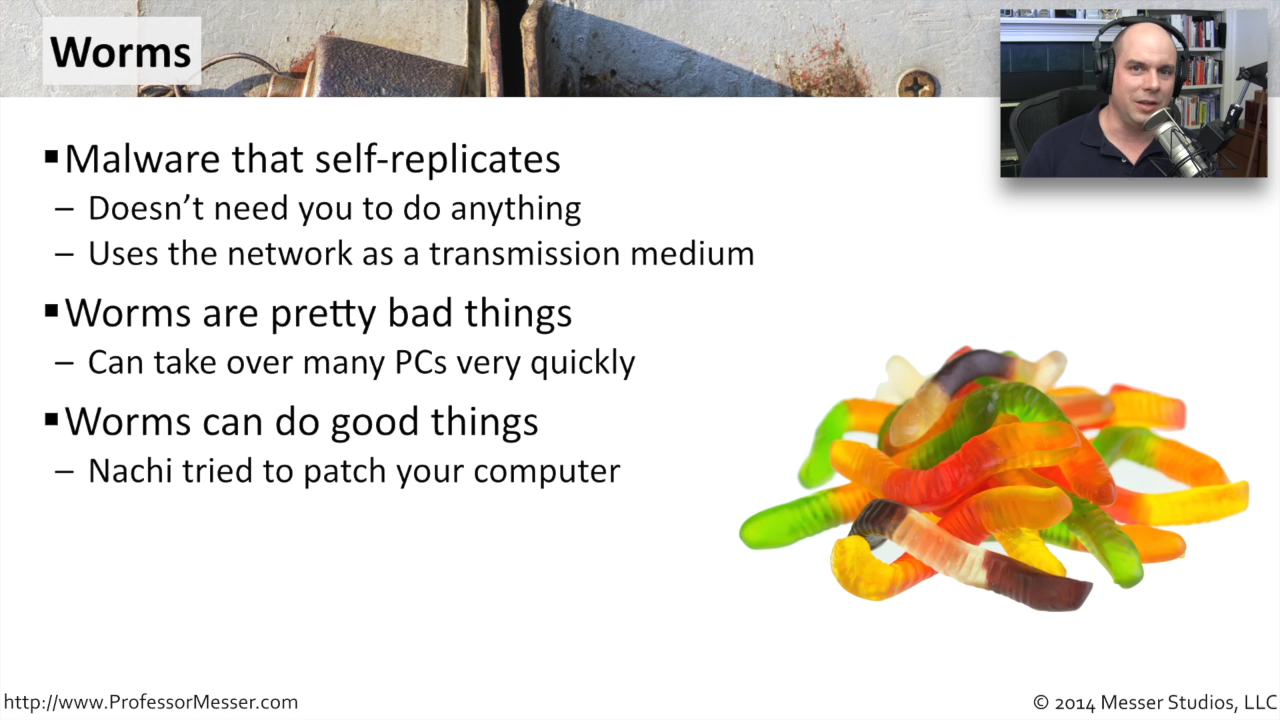 Worms
▪Malware that self-replicates
– Doesn’t need you to do anything
– Uses the network as a transmission medium
▪Worms are pretty bad things
– Can take over many PCs very quickly
▪Worms can do good things
– Nachi tried to patch your computer
http://www.ProfessorMesser.com
© 2014 Messer Studios, LLC